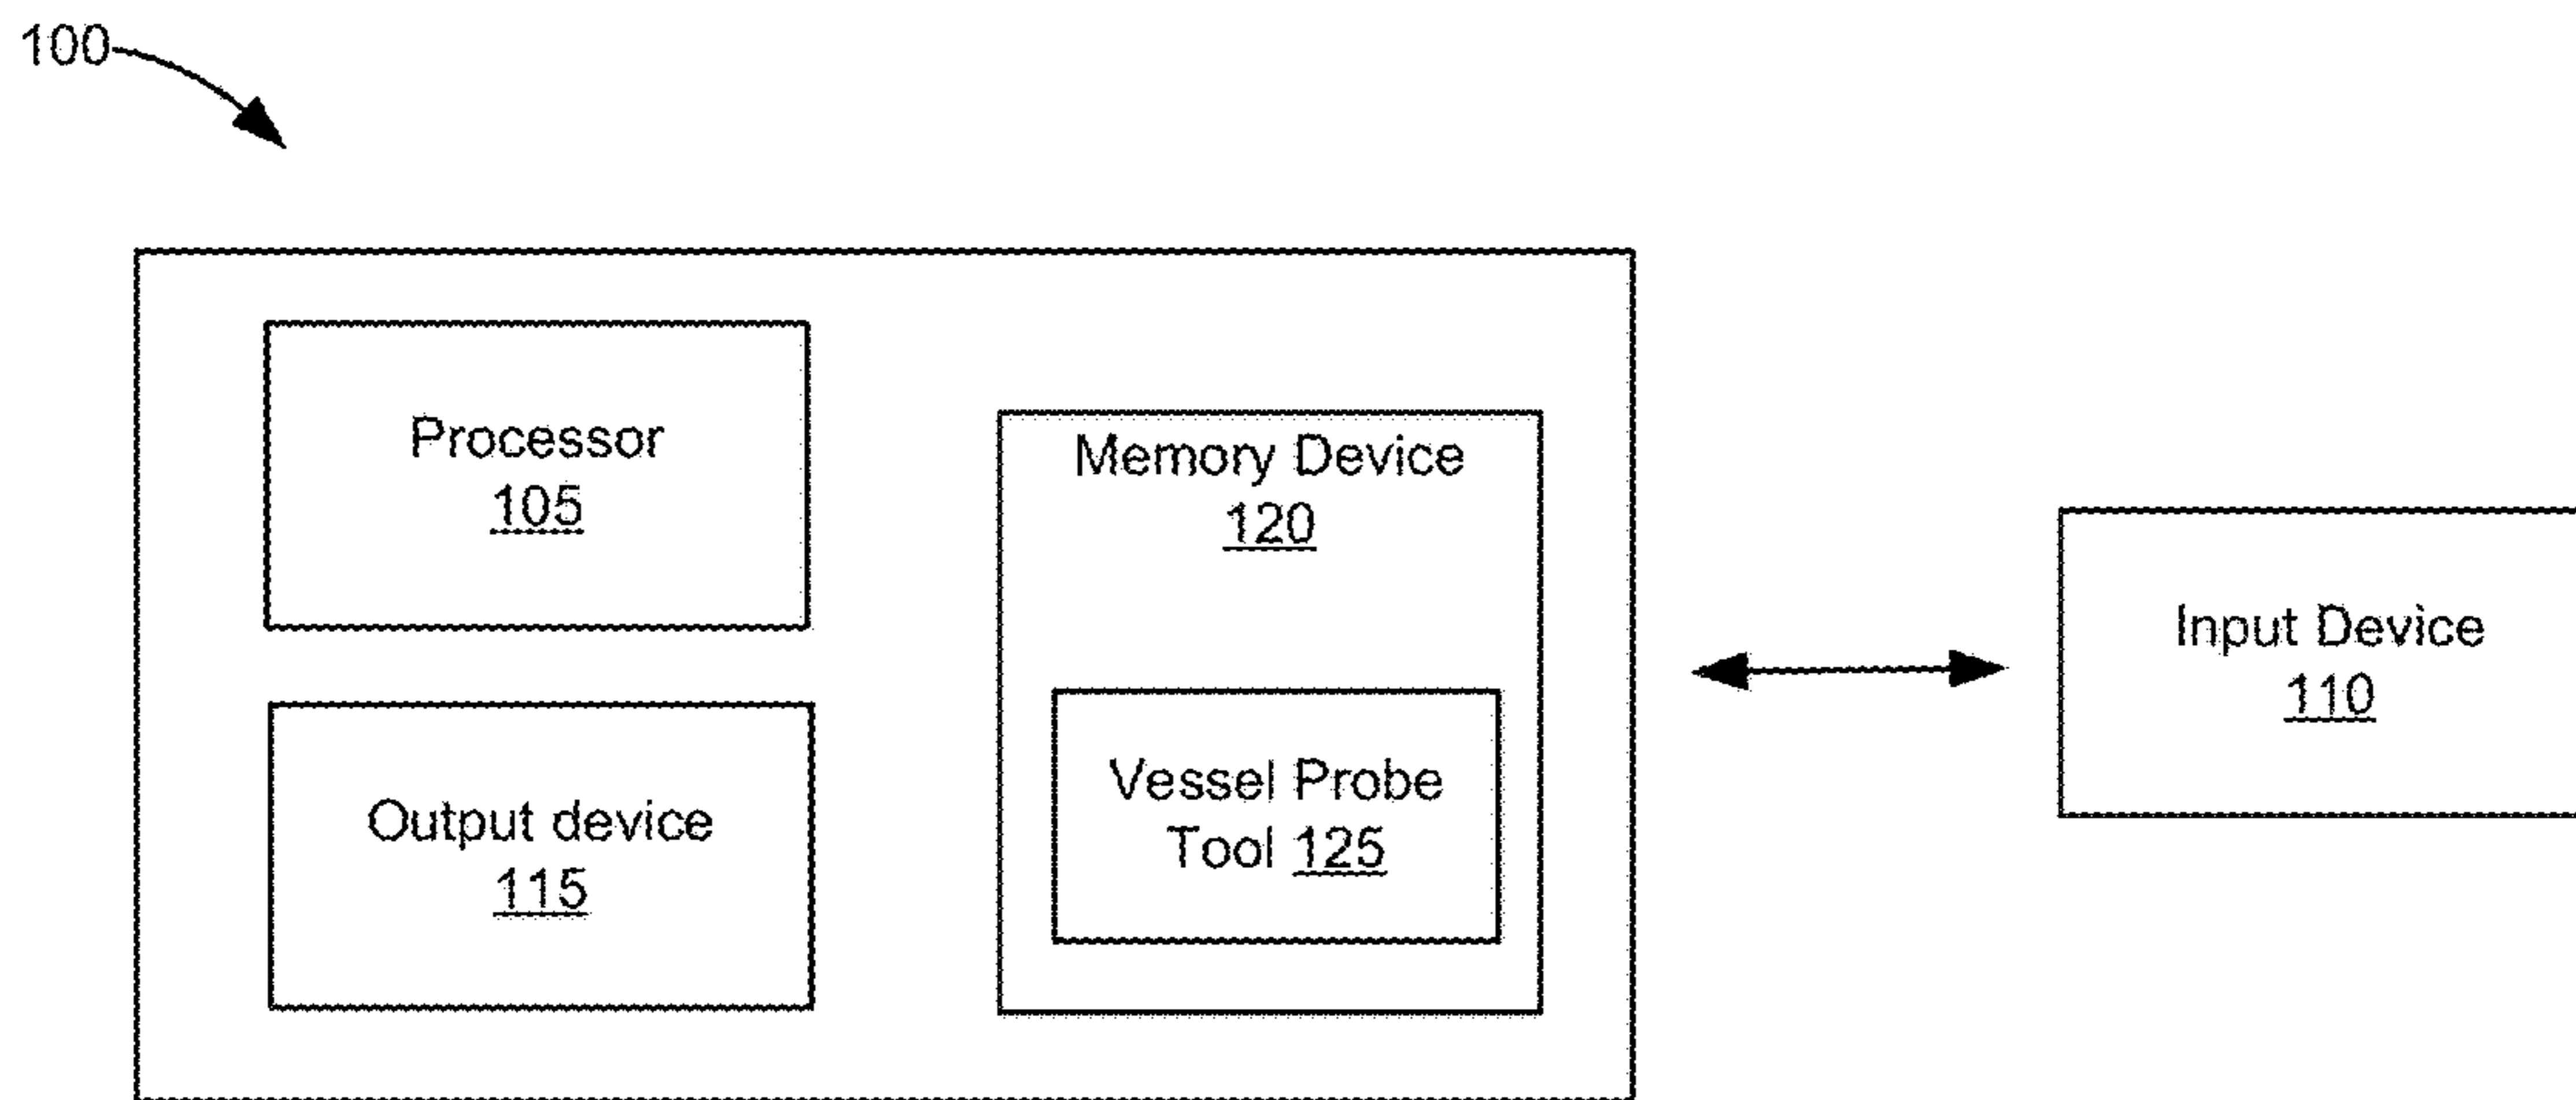 100
Processor
105
Memory Device
120
Input Device
110
Output device
115
Vessel Probe
Tool 125